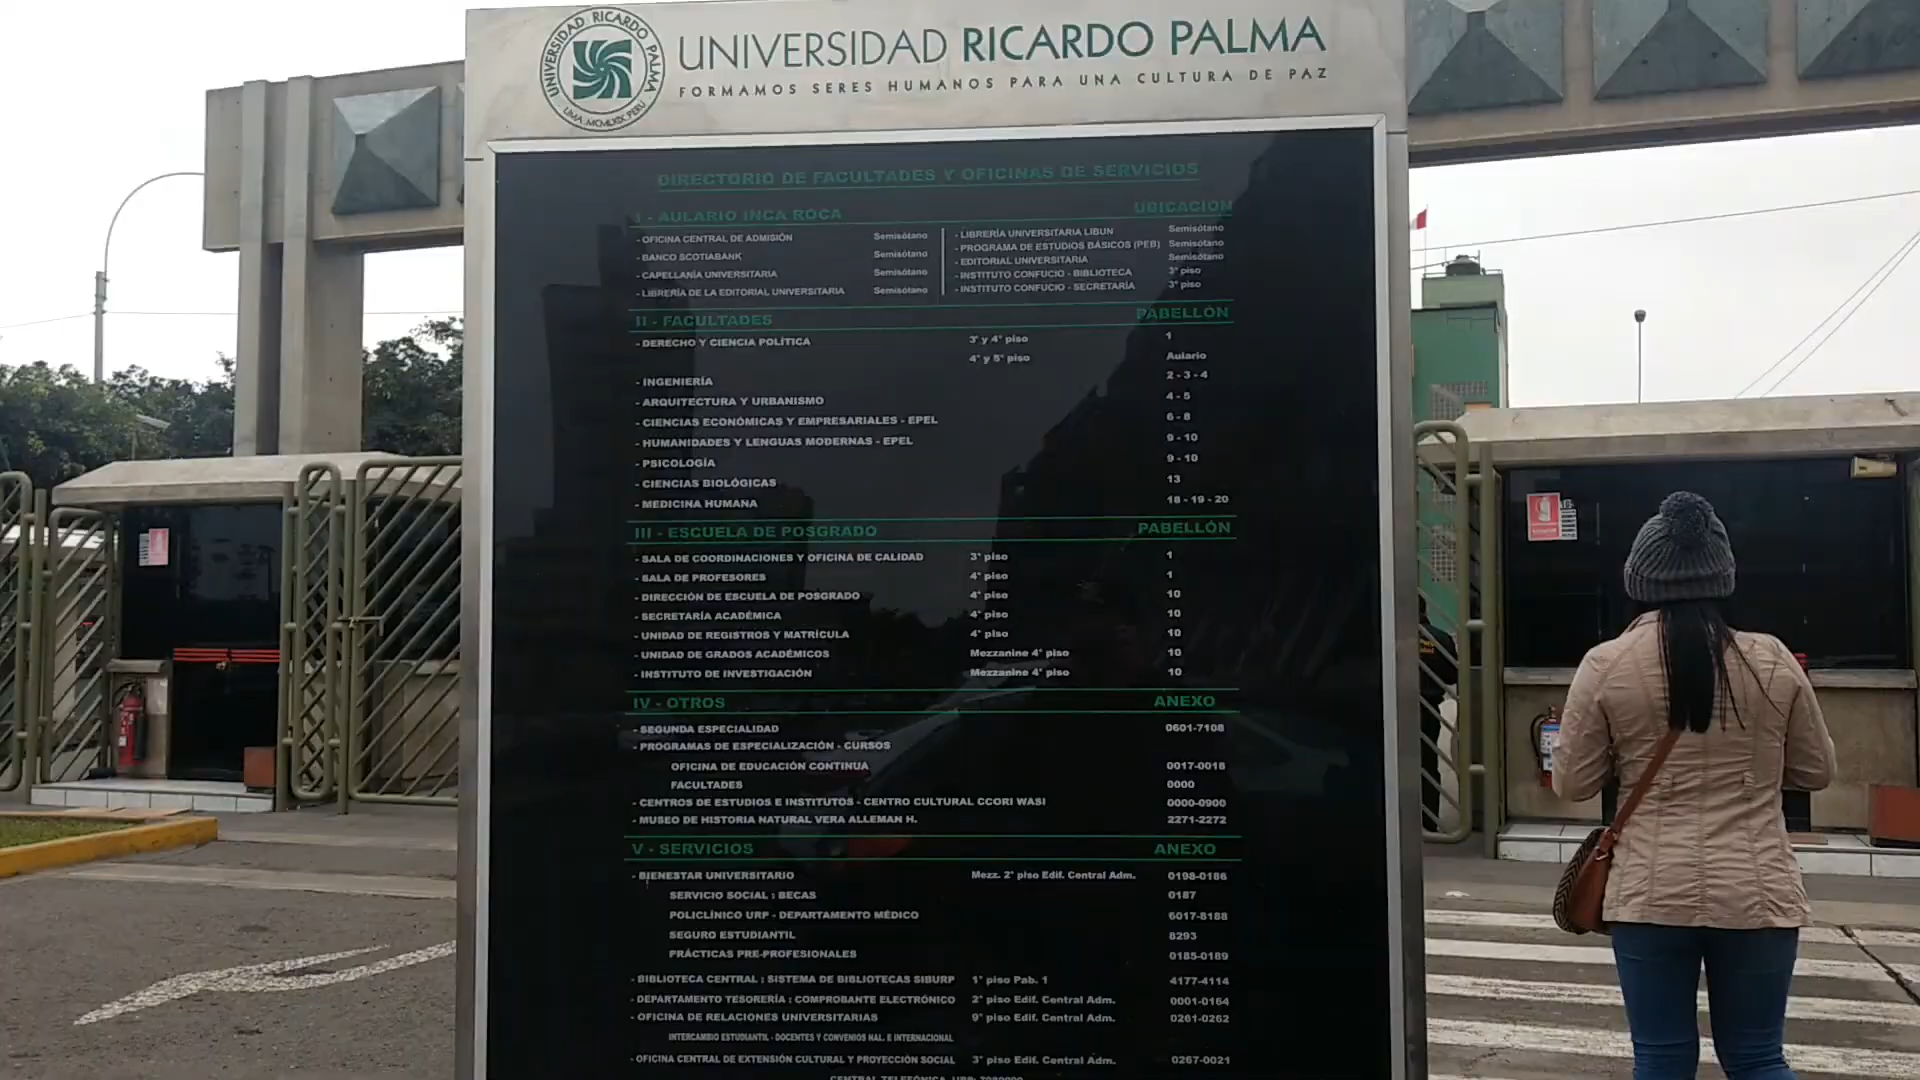 UNIVERSIDAD RICARDO PALMA
FORMAMOS SERES HUMANOS PARA UNA CULTURA DE PAZ
UNIVERSIDAD RICARDO PALMA
LIMA - MCMLXIX - PERÚ
DIRECTORIO DE FACULTADES Y OFICINAS DE SERVICIOS
I - AULARIO INCA ROCA UBICACION
- OFICINA CENTRAL DE ADMISIÓN Semisótano
- BANCO SCOTIABANK Semisótano
- CAPELLANÍA UNIVERSITARIA Semisótano
- LIBRERÍA DE LA EDITORIAL UNIVERSITARIA Semisótano
- LIBRERÍA UNIVERSITARIA LIBUN Semisótano
- PROGRAMA DE ESTUDIOS BÁSICOS (PEB) Semisótano
- EDITORIAL UNIVERSITARIA Semisótano
- INSTITUTO CONFUCIO - BIBLIOTECA 3° piso
- INSTITUTO CONFUCIO - SECRETARÍA 3° piso
II - FACULTADES PABELLÓN
- DERECHO Y CIENCIA POLÍTICA 3° y 4° piso 1
4° y 5° piso Aulario
- INGENIERÍA 2 - 3 - 4
- ARQUITECTURA Y URBANISMO 4 - 5
- CIENCIAS ECONÓMICAS Y EMPRESARIALES - EPEL 6 - 8
- HUMANIDADES Y LENGUAS MODERNAS - EPEL 9 - 10
- PSICOLOGÍA 9 - 10
- CIENCIAS BIOLÓGICAS 13
- MEDICINA HUMANA 18 - 19 - 20
III - ESCUELA DE POSGRADO PABELLÓN
- SALA DE COORDINACIONES Y OFICINA DE CALIDAD 3° piso 1
- SALA DE PROFESORES 4° piso 1
- DIRECCIÓN DE ESCUELA DE POSGRADO 4° piso 10
- SECRETARÍA ACADÉMICA 4° piso 10
- UNIDAD DE REGISTROS Y MATRÍCULA 4° piso 10
- UNIDAD DE GRADOS ACADÉMICOS Mezzanine 4° piso 10
- INSTITUTO DE INVESTIGACIÓN Mezzanine 4° piso 10
IV - OTROS ANEXO
- SEGUNDA ESPECIALIDAD 0601-7108
- PROGRAMAS DE ESPECIALIZACIÓN - CURSOS
OFICINA DE EDUCACIÓN CONTINUA 0017-0018
FACULTADES 0000
- CENTROS DE ESTUDIOS E INSTITUTOS - CENTRO CULTURAL CCORI WASI 0000-0900
- MUSEO DE HISTORIA NATURAL VERA ALLEMAN H. 2271-2272
V - SERVICIOS ANEXO
- BIENESTAR UNIVERSITARIO Mezz. 2° piso Edif. Central Adm. 0198-0186
SERVICIO SOCIAL : BECAS 0187
POLICLÍNICO URP - DEPARTAMENTO MÉDICO 6017-8188
SEGURO ESTUDIANTIL 8293
PRÁCTICAS PRE-PROFESIONALES 0185-0189
- BIBLIOTECA CENTRAL : SISTEMA DE BIBLIOTECAS SIBURP 1° piso Pab. 1 4177-4114
- DEPARTAMENTO TESORERÍA : COMPROBANTE ELECTRÓNICO 2° piso Edif. Central Adm. 0001-0164
- OFICINA DE RELACIONES UNIVERSITARIAS 9° piso Edif. Central Adm. 0261-0262
INTERCAMBIO ESTUDIANTIL - DOCENTES Y CONVENIOS NAL. E INTERNACIONAL
- OFICINA CENTRAL DE EXTENSIÓN CULTURAL Y PROYECCIÓN SOCIAL 3° piso Edif. Central Adm. 0267-0021
CENTRAL TELEFÓNICA